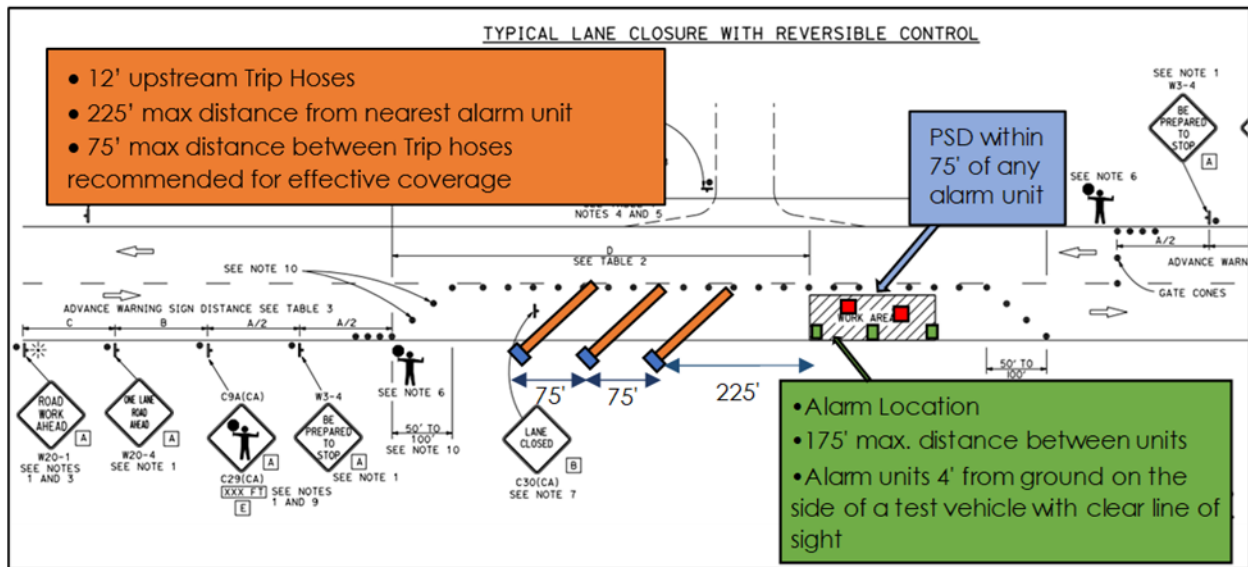 TYPICAL LANE CLOSURE WITH REVERSIBLE CONTROL
• 12’ upstream Trip Hoses
• 225’ max distance from nearest alarm unit
• 75’ max distance between Trip hoses
recommended for effective coverage
PSD within
75’ of any
alarm unit
SEE NOTE 1
W3-4
BE
PREPARED
TO
STOP
A
SEE NOTE 6
NOTES 4 AND 5
A/2
ADVANCE WARN
GATE CONES
D
SEE TABLE 2
SEE NOTE 10
ADVANCE WARNING SIGN DISTANCE SEE TABLE 3
C
B
A/2
A/2
WORK AREA
SEE NOTE 6
75'
75'
225'
50' TO
100'
50' TO
100'
SEE NOTE 10
ROAD
WORK
AHEAD
A
W20-1
SEE NOTES
1 AND 3
ONE LANE
ROAD
AHEAD
A
W20-4
SEE NOTE 1
C9A(CA)
A
C29(CA)
XXX FT
E
SEE NOTES
1 AND 9
W3-4
BE
PREPARED
TO
STOP
A
SEE NOTE 1
LANE
CLOSED
B
C30(CA)
SEE NOTE 7
•Alarm Location
•175’ max. distance between units
•Alarm units 4’ from ground on the
side of a test vehicle with clear line of
sight